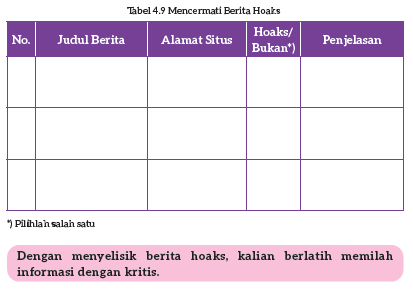 Tabel 4.9 Mencermati Berita Hoaks
No. Judul Berita Alamat Situs Hoaks/ Bukan*) Penjelasan
*) Pilihlah salah satu
Dengan menyelisik berita hoaks, kalian berlatih memilah
informasi dengan kritis.